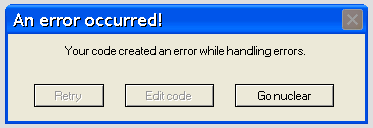 An error occurred!
Your code created an error while handling errors.
Retry Edit code Go nuclear